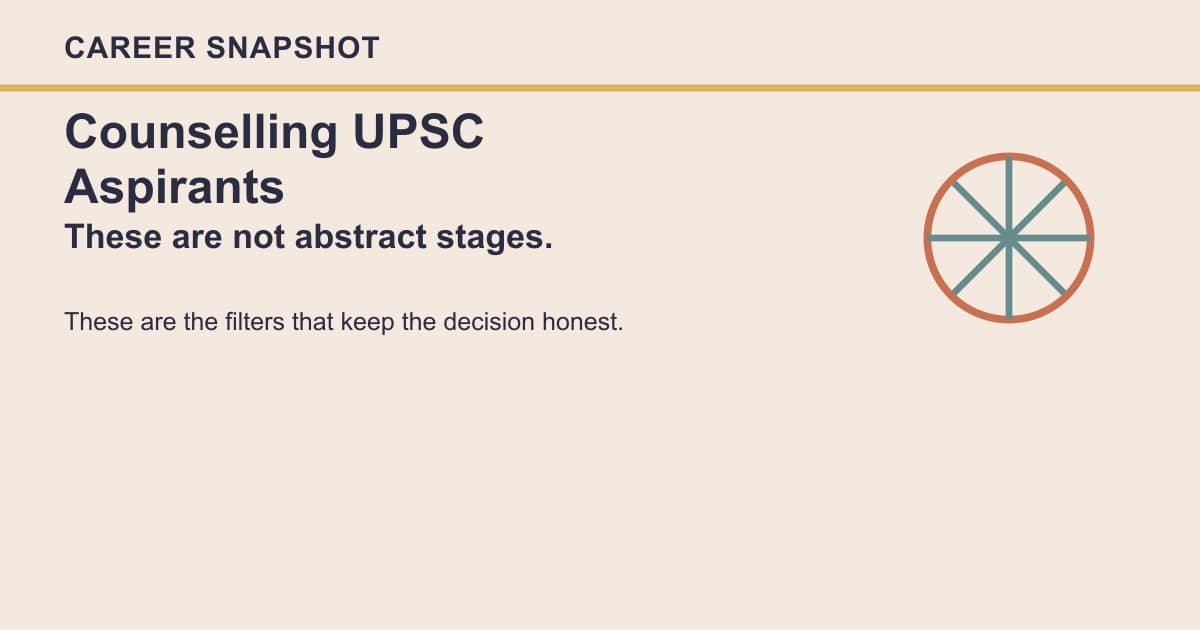 CAREER SNAPSHOT
Counselling UPSC
Aspirants
These are not abstract stages.
These are the filters that keep the decision honest.